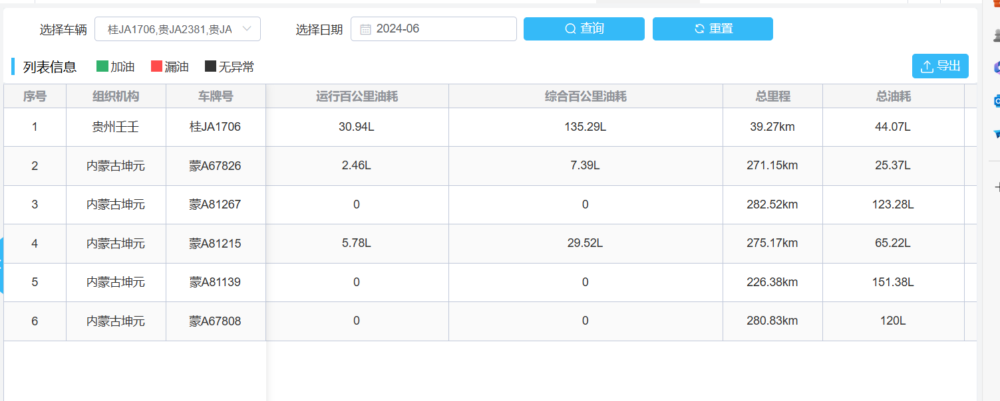 选择车辆 桂JA1706,贵JA2381,贵JA 选择日期 2024-06 查询 重置
列表信息 加油 漏油 无异常 导出
序号 组织机构 车牌号 运行百公里油耗 综合百公里油耗 总里程 总油耗
1 贵州壬壬 桂JA1706 30.94L 135.29L 39.27km 44.07L
2 内蒙古坤元 蒙A67826 2.46L 7.39L 271.15km 25.37L
3 内蒙古坤元 蒙A81267 0 0 282.52km 123.28L
4 内蒙古坤元 蒙A81215 5.78L 29.52L 275.17km 65.22L
5 内蒙古坤元 蒙A81139 0 0 226.38km 151.38L
6 内蒙古坤元 蒙A67808 0 0 280.83km 120L